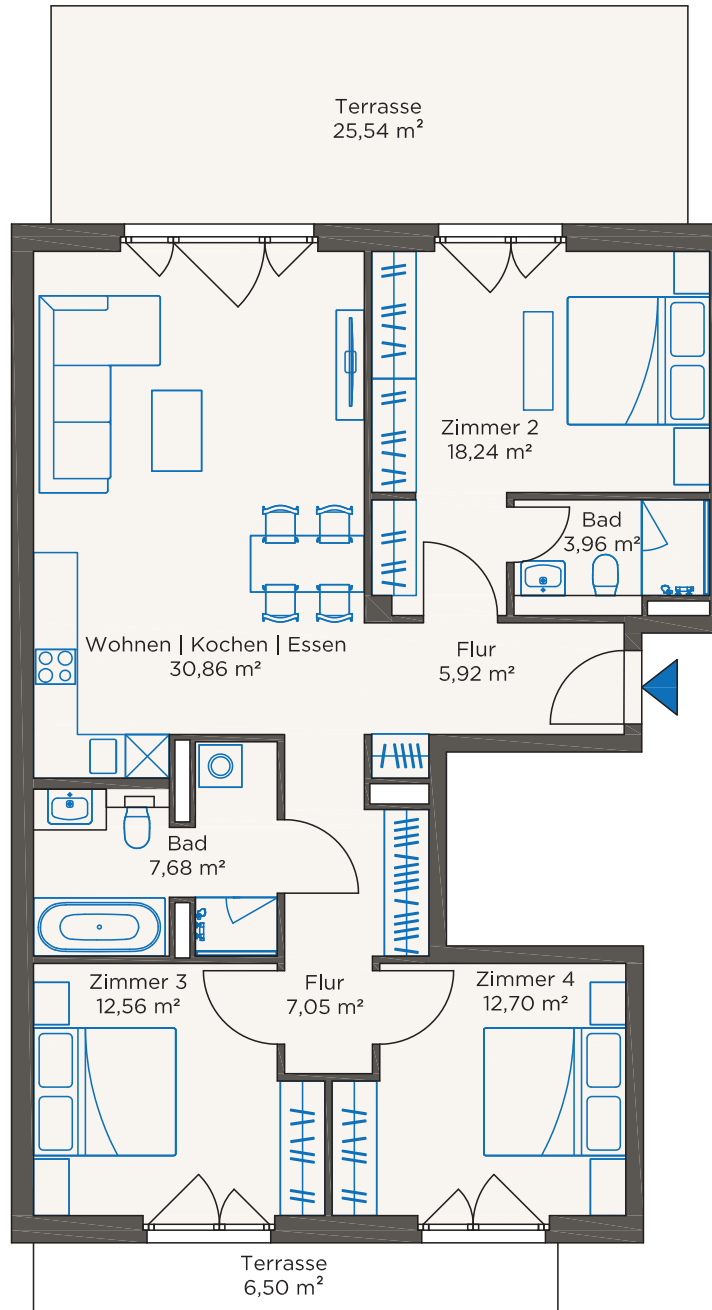 Terrasse
25,54 m²
Zimmer 2
18,24 m²
Bad
3,96 m²
Wohnen | Kochen | Essen
30,86 m²
Flur
5,92 m²
Bad
7,68 m²
Zimmer 3
12,56 m²
Flur
7,05 m²
Zimmer 4
12,70 m²
Terrasse
6,50 m²